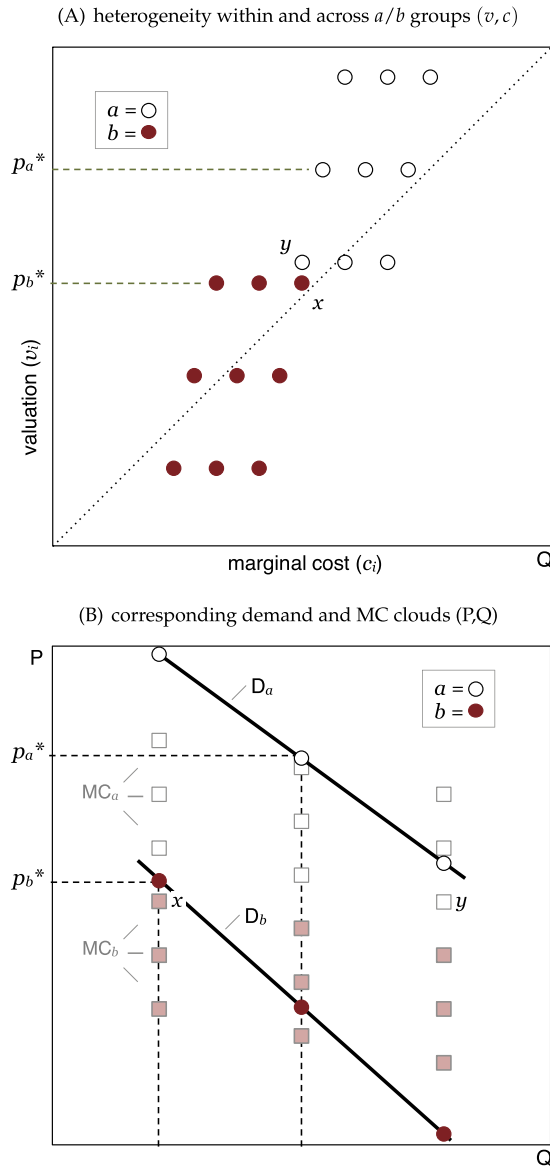 (A) heterogeneity within and across a/b groups (v, c)
a =
b =
pa*
y
pb*
x
valuation (vi)
marginal cost (ci)
Q
(B) corresponding demand and MC clouds (P,Q)
P
Da
a =
b =
pa*
MCa
pb*
x
Db
y
MCb
Q